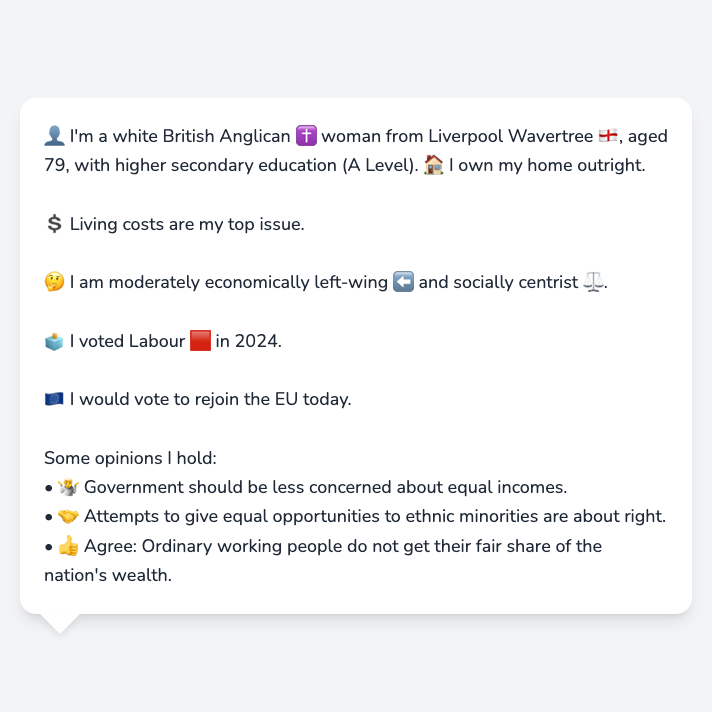 👤 I'm a white British Anglican ✝️ woman from Liverpool Wavertree 🏴󠁧󠁢󠁥󠁮󠁧󠁿, aged
79, with higher secondary education (A Level). 🏠 I own my home outright.
💲 Living costs are my top issue.
🤔 I am moderately economically left-wing ⬅️ and socially centrist ⚖️.
🗳️ I voted Labour 🟥 in 2024.
🇪🇺 I would vote to rejoin the EU today.
Some opinions I hold:
• 🤷 Government should be less concerned about equal incomes.
• 🤝 Attempts to give equal opportunities to ethnic minorities are about right.
• 👍 Agree: Ordinary working people do not get their fair share of the
nation's wealth.